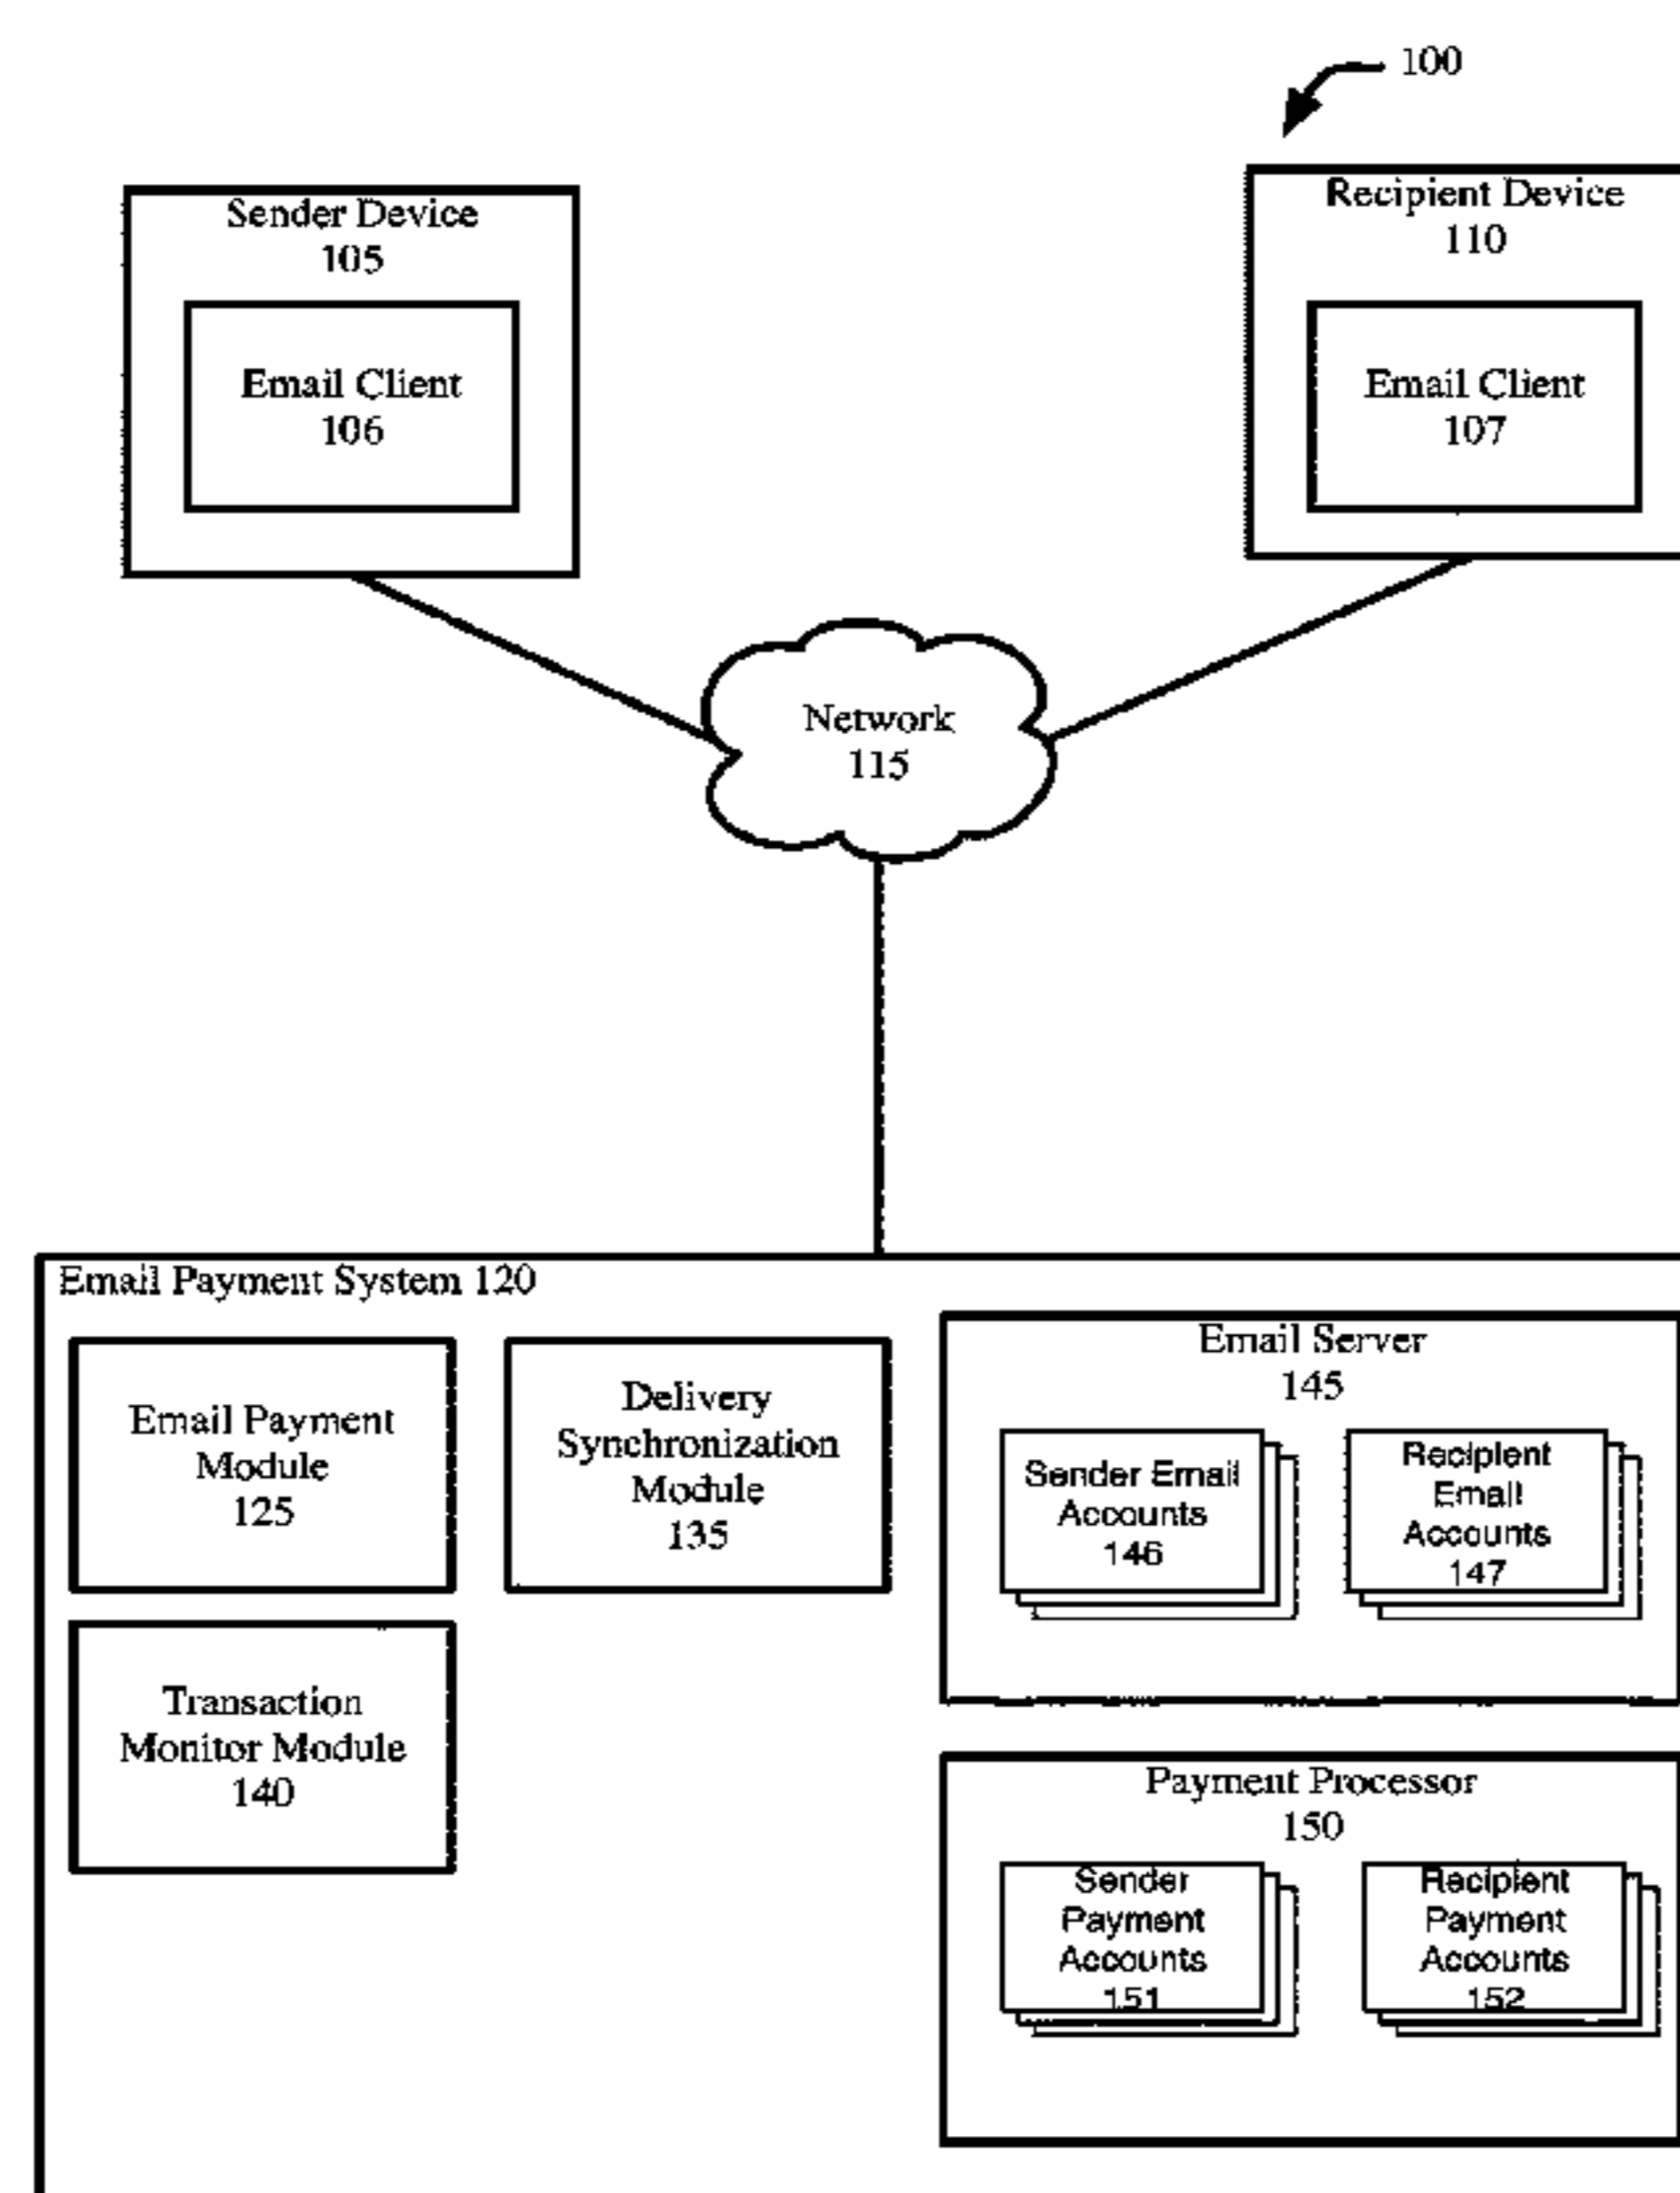 100
Sender Device
105
Email Client
106
Recipient Device
110
Email Client
107
Network
115
Email Payment System 120
Email Payment
Module
125
Delivery
Synchronization
Module
135
Transaction
Monitor Module
140
Email Server
145
Sender Email
Accounts
146
Recipient
Email
Accounts
147
Payment Processor
150
Sender
Payment
Accounts
151
Recipient
Payment
Accounts
152